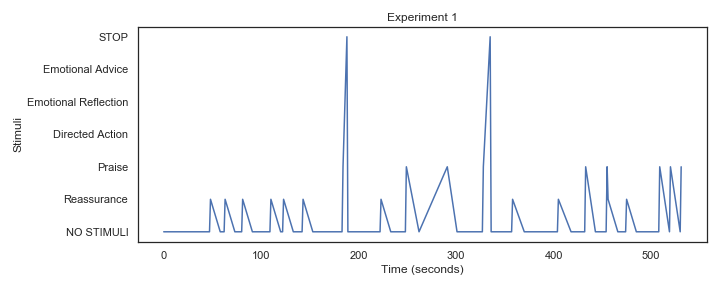 Experiment 1
STOP
Emotional Advice
Emotional Reflection
Directed Action
Praise
Reassurance
NO STIMULI
Stimuli
0 100 200 300 400 500
Time (seconds)